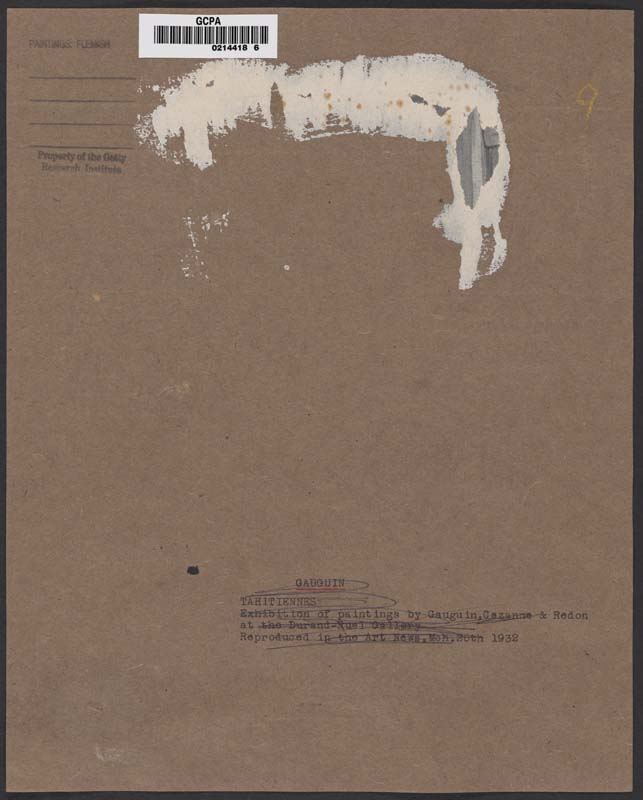 GCPA
0214418 6
PAINTINGS: FLEMISH
9
Property of the Getty
Research Institute
GAUGUIN
TAHITIENNES
Exhibition of paintings by Gauguin,Cezanne & Redon
at the Durand-Ruel Gallery
Reproduced in the Art News,Mch.26th 1932